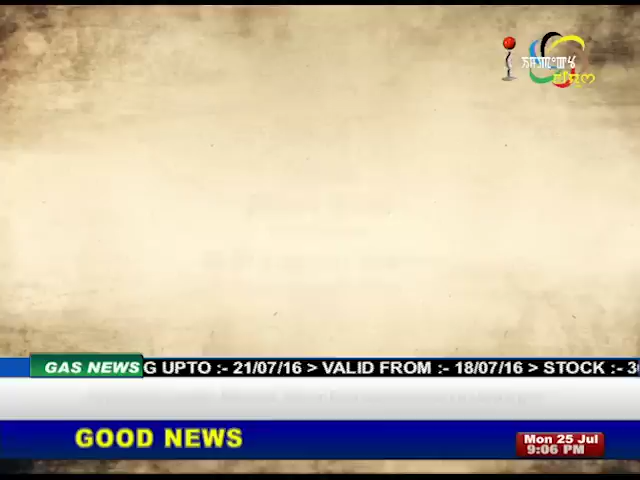 GAS NEWS
G UPTO :- 21/07/16 > VALID FROM :- 18/07/16 > STOCK :- 3
GOOD NEWS
Mon 25 Jul
9:06 PM